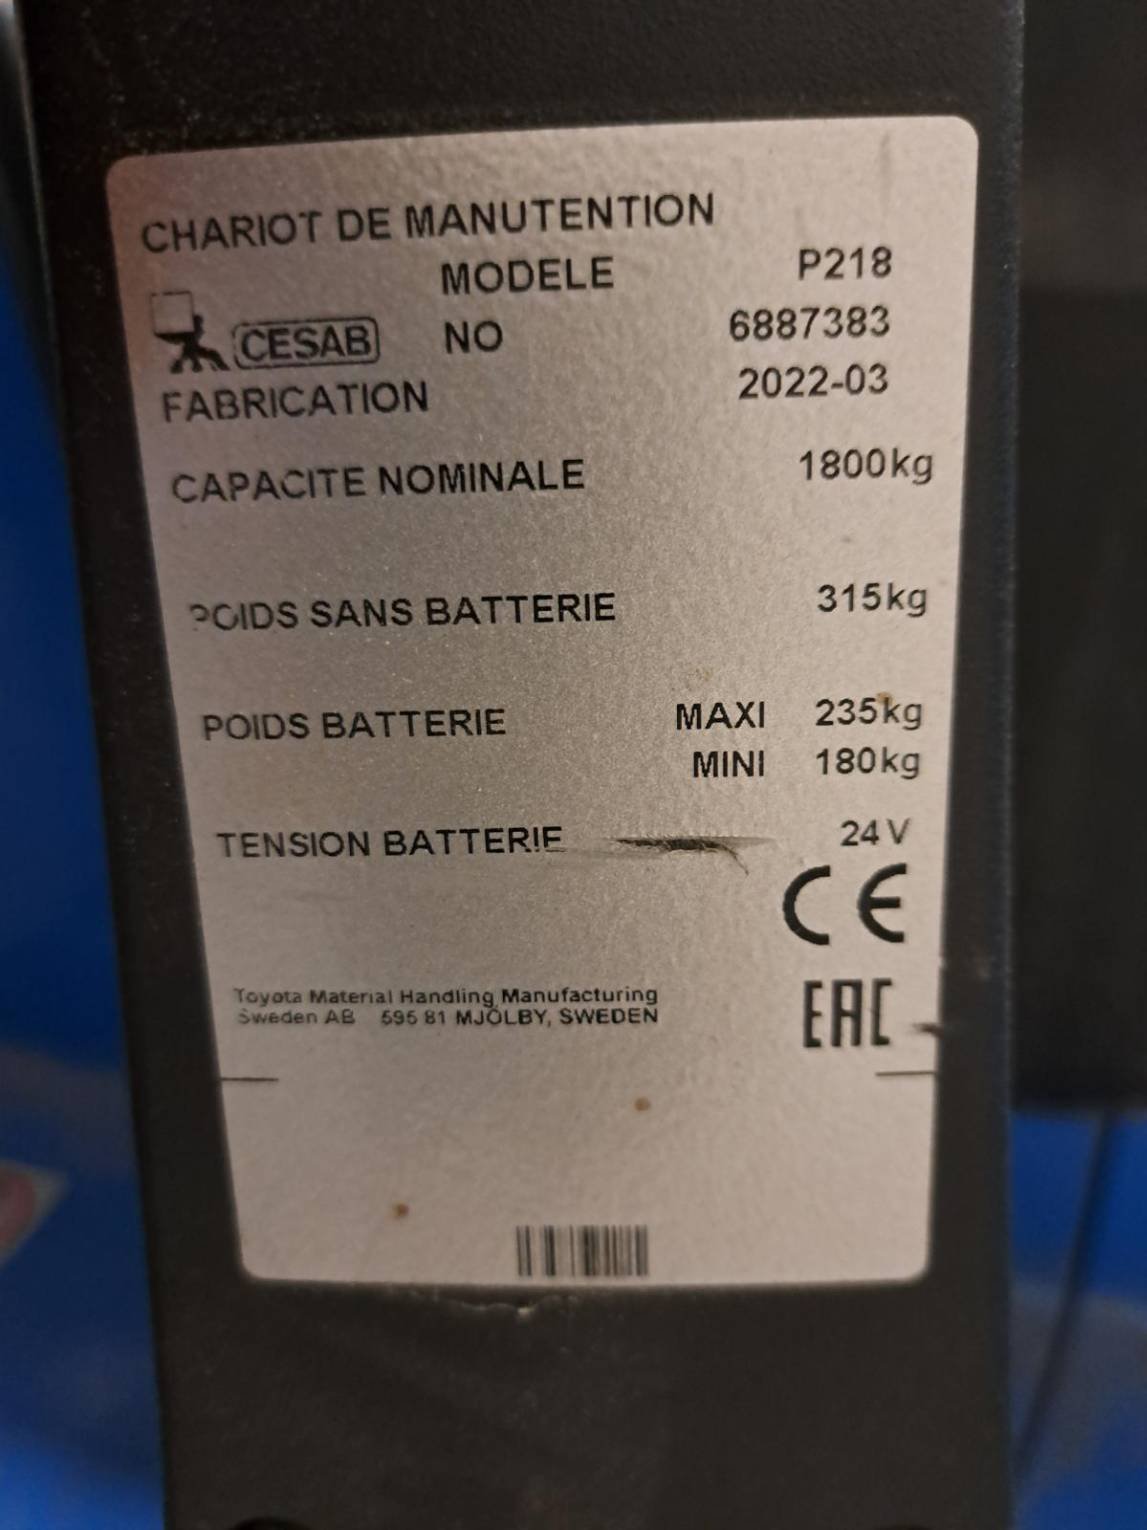 CHARIOT DE MANUTENTION
MODELE P218
CESAB NO 6887383
FABRICATION 2022-03
CAPACITE NOMINALE 1800kg
POIDS SANS BATTERIE 315kg
POIDS BATTERIE MAXI 235kg
MINI 180kg
TENSION BATTERIE 24V
CE
Toyota Material Handling Manufacturing
Sweden AB 595 81 MJÖLBY, SWEDEN
EAC